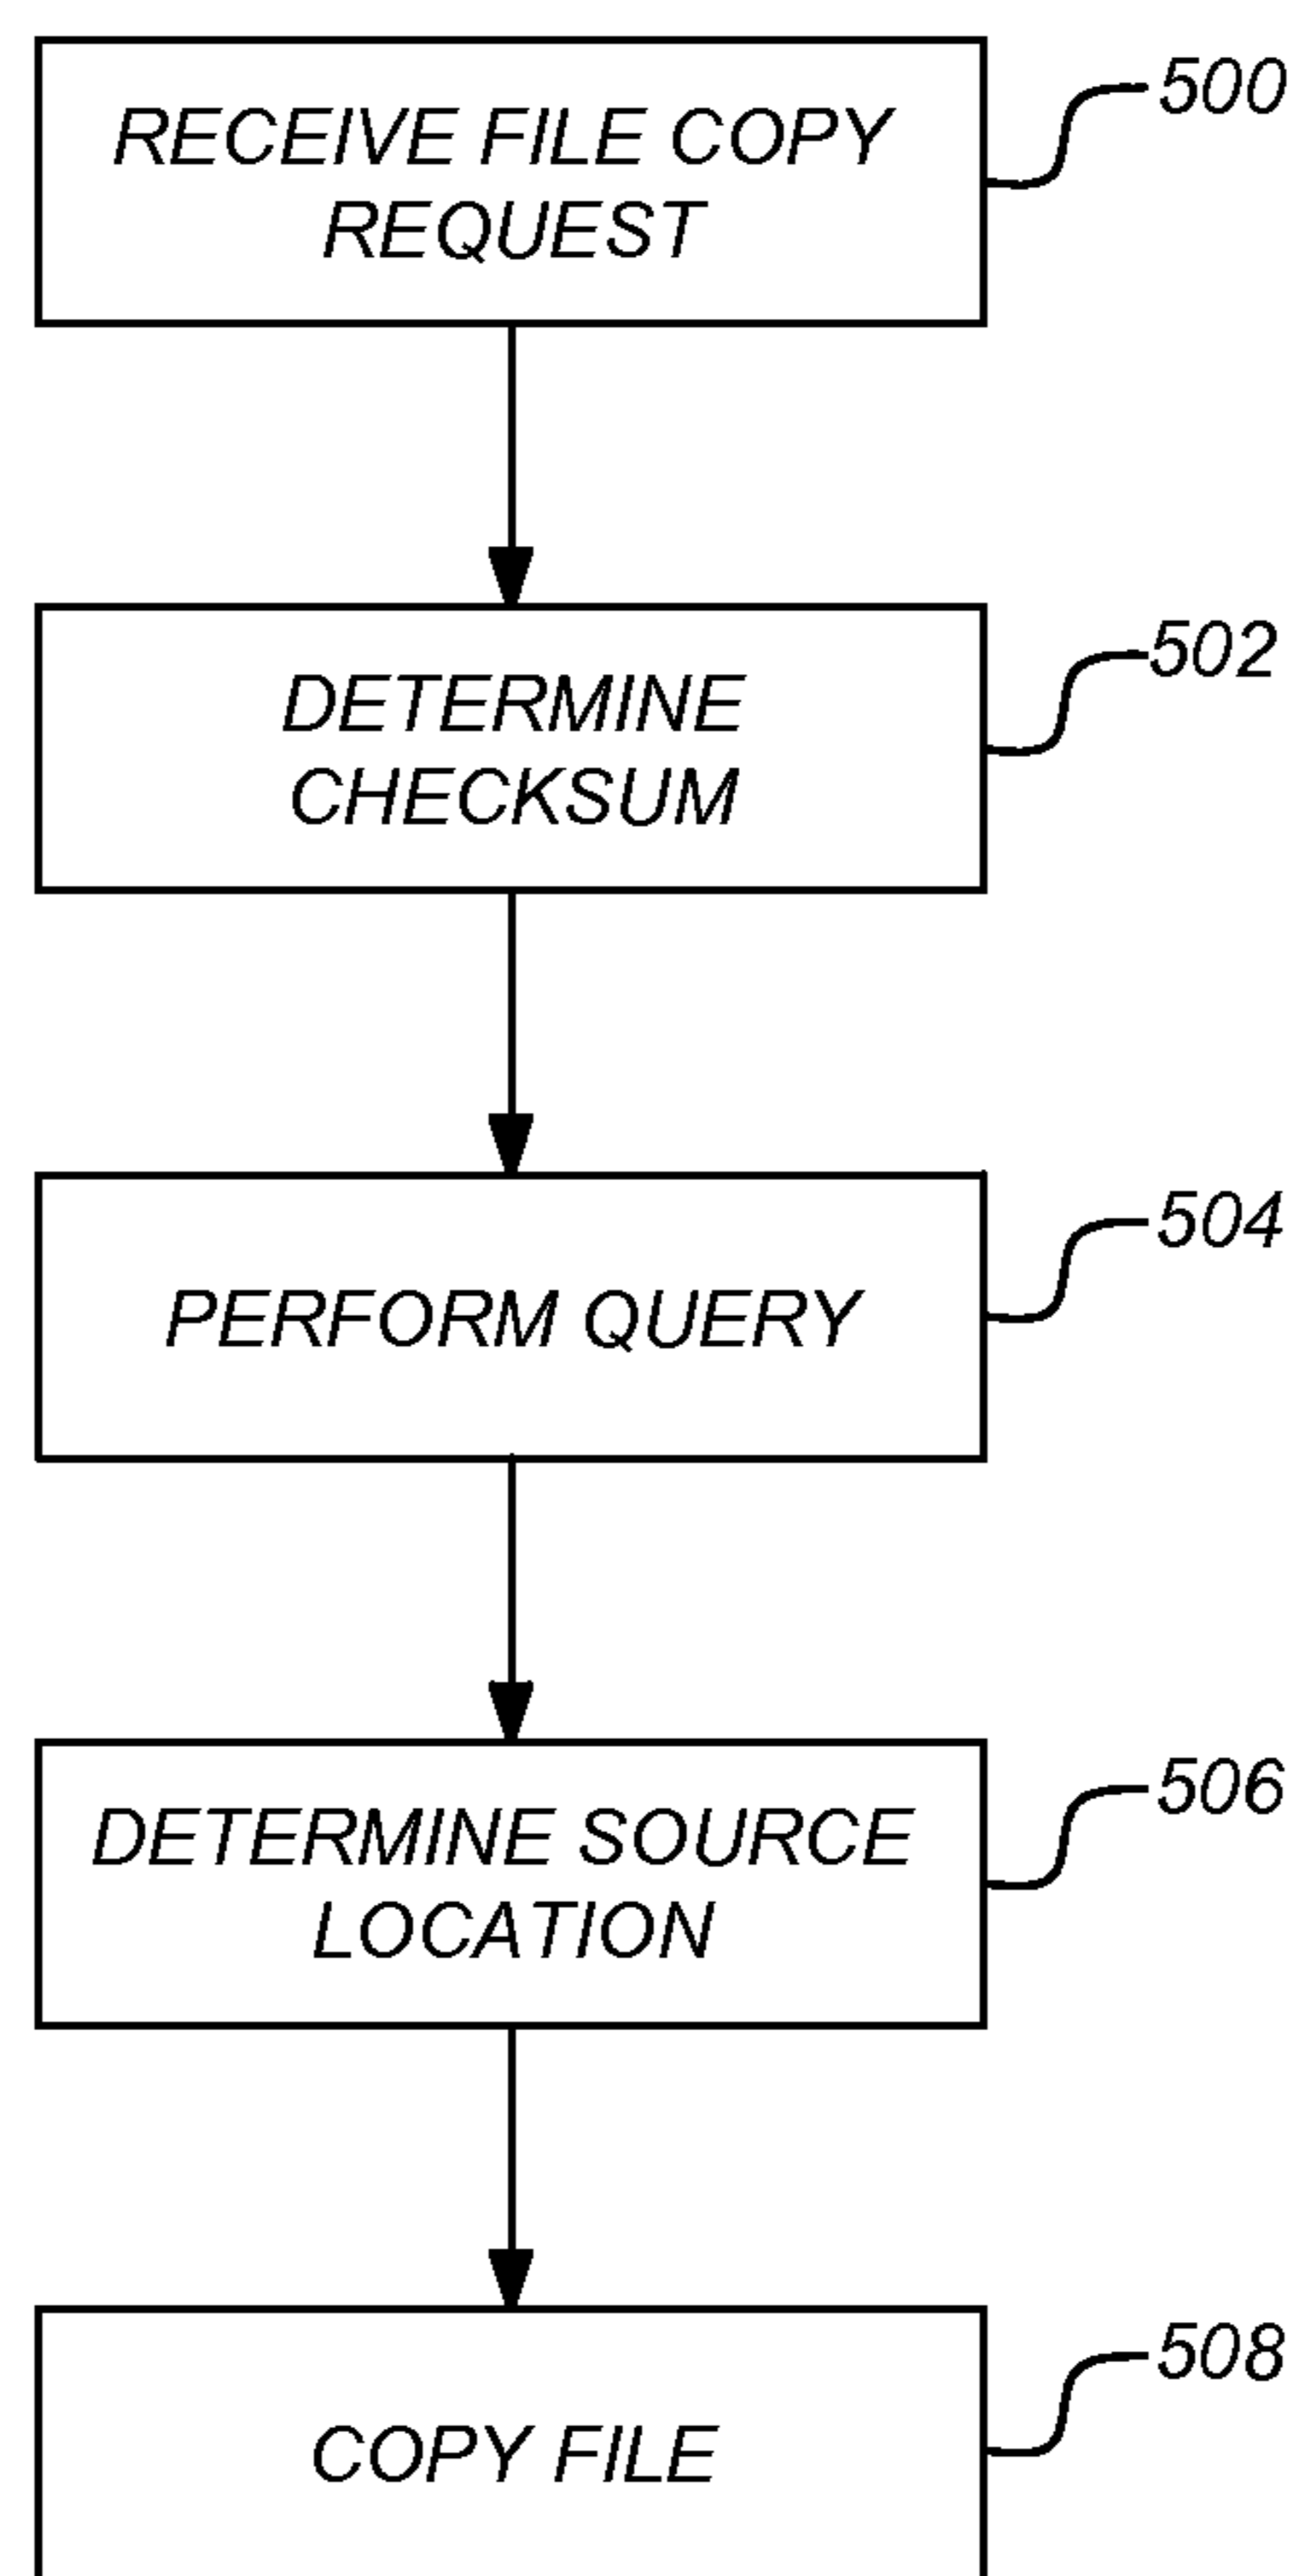 RECEIVE FILE COPY
REQUEST
500
DETERMINE
CHECKSUM
502
PERFORM QUERY
504
DETERMINE SOURCE
LOCATION
506
COPY FILE
508